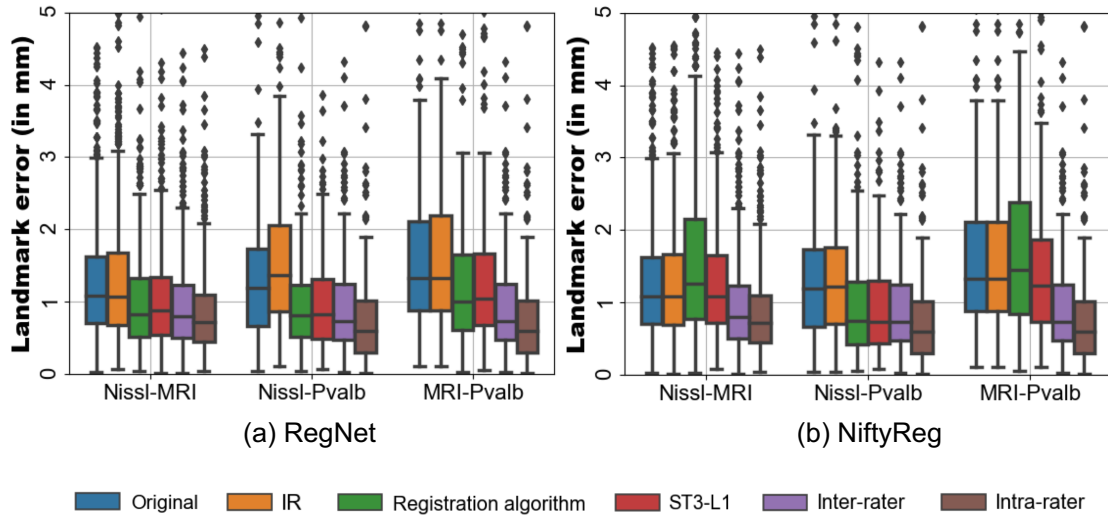 Landmark error (in mm)
5
4
3
2
1
0
Nissl-MRI Nissl-Pvalb MRI-Pvalb
(a) RegNet
Landmark error (in mm)
5
4
3
2
1
0
Nissl-MRI Nissl-Pvalb MRI-Pvalb
(b) NiftyReg
Original IR Registration algorithm ST3-L1 Inter-rater Intra-rater